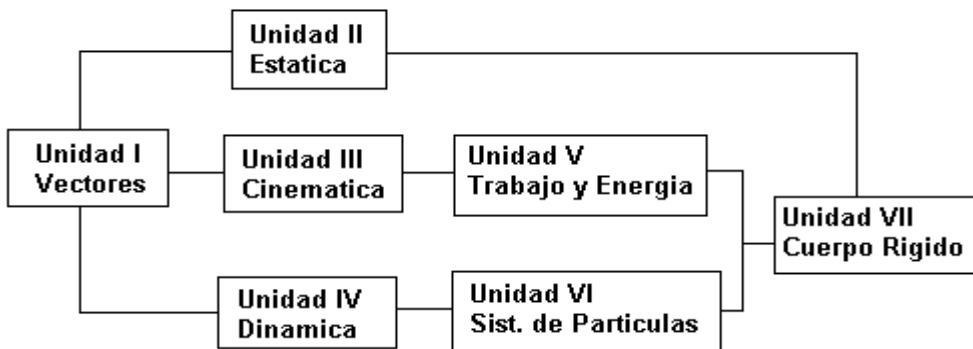 Unidad II
Estatica
Unidad I
Vectores
Unidad III
Cinematica
Unidad V
Trabajo y Energia
Unidad VII
Cuerpo Rigido
Unidad IV
Dinamica
Unidad VI
Sist. de Particulas